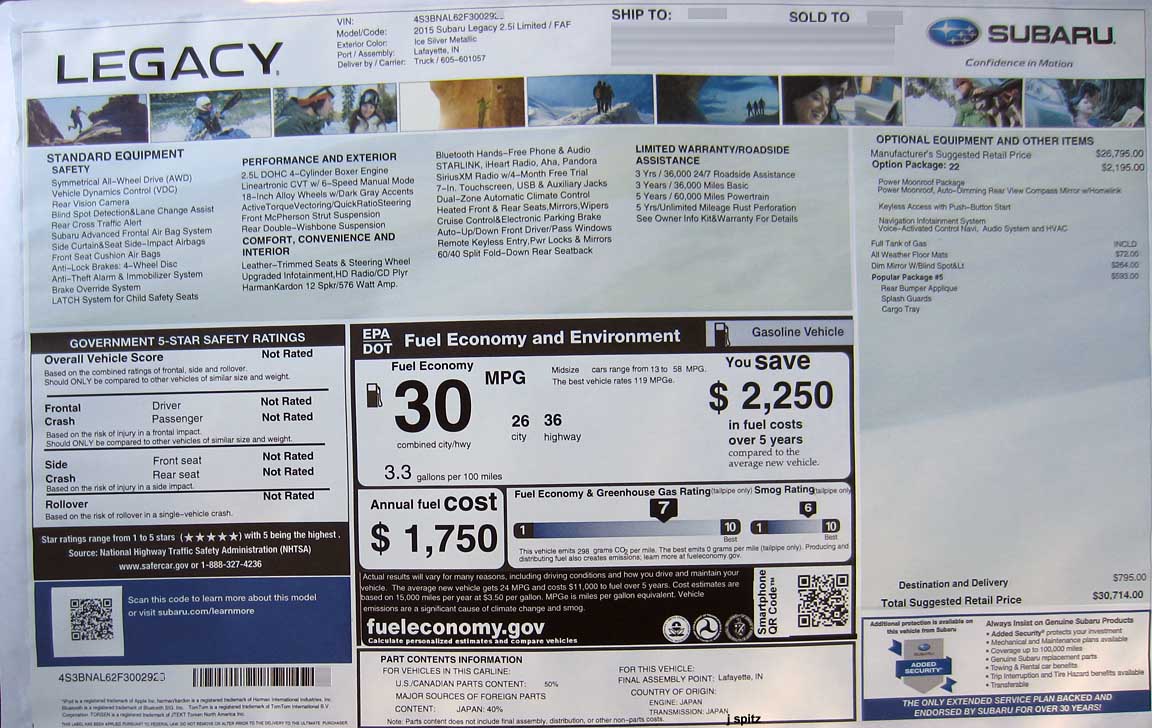 LEGACY
VIN: 4S3BNAL62F30029
Model/Code: 2015 Subaru Legacy 2.5i Limited / FAF
Exterior Color: Ice Silver Metallic
Port / Assembly: Lafayette, IN
Deliver by / Carrier: Truck / 605-601057
SHIP TO:
SOLD TO
SUBARU
Confidence in Motion
STANDARD EQUIPMENT
SAFETY
Symmetrical All-Wheel Drive (AWD)
Vehicle Dynamics Control (VDC)
Rear Vision Camera
Blind Spot Detection&Lane Change Assist
Rear Cross Traffic Alert
Subaru Advanced Frontal Air Bag System
Side Curtain&Seat Side-Impact Airbags
Front Seat Cushion Air Bags
Anti-Lock Brakes: 4-Wheel Disc
Anti-Theft Alarm & Immobilizer System
Brake Override System
LATCH System for Child Safety Seats
PERFORMANCE AND EXTERIOR
2.5L DOHC 4-Cylinder Boxer Engine
Lineartronic CVT w/ 6-Speed Manual Mode
18-Inch Alloy Wheels w/Dark Gray Accents
ActiveTorqueVectoring/QuickRatioSteering
Front McPherson Strut Suspension
Rear Double-Wishbone Suspension
COMFORT, CONVENIENCE AND
INTERIOR
Leather-Trimmed Seats & Steering Wheel
Upgraded Infotainment,HD Radio/CD Plyr
HarmanKardon 12 Spkr/576 Watt Amp.
Bluetooth Hands-Free Phone & Audio
STARLINK, iHeart Radio, Aha, Pandora
SiriusXM Radio w/4-Month Free Trial
7-In. Touchscreen, USB & Auxiliary Jacks
Dual-Zone Automatic Climate Control
Heated Front & Rear Seats,Mirrors,Wipers
Cruise Control&Electronic Parking Brake
Auto-Up/Down Front Driver/Pass Windows
Remote Keyless Entry,Pwr Locks & Mirrors
60/40 Split Fold-Down Rear Seatback
LIMITED WARRANTY/ROADSIDE
ASSISTANCE
3 Yrs / 36,000 24/7 Roadside Assistance
3 Years / 36,000 Miles Basic
5 Years / 60,000 Miles Powertrain
5 Yrs/Unlimited Mileage Rust Perforation
See Owner Info Kit&Warranty For Details
OPTIONAL EQUIPMENT AND OTHER ITEMS
Manufacturer's Suggested Retail Price $26,795.00
Option Package: 22 $2,195.00
Power Moonroof Package
Power Moonroof, Auto-Dimming Rear View Compass Mirror w/Homelink
Keyless Access with Push-Button Start
Navigation Infotainment System
Voice-Activated Control Navi, Audio System and HVAC
Full Tank of Gas INCLD
All Weather Floor Mats $72.00
Dim Mirror W/Blind Spot&Lt $264.00
Popular Package #5 $593.00
Rear Bumper Applique
Splash Guards
Cargo Tray
Destination and Delivery $795.00
Total Suggested Retail Price $30,714.00
GOVERNMENT 5-STAR SAFETY RATINGS
Overall Vehicle Score Not Rated
Based on the combined ratings of frontal, side and rollover.
Should ONLY be compared to other vehicles of similar size and weight.
Frontal Driver Not Rated
Crash Passenger Not Rated
Based on the risk of injury in a frontal impact.
Should ONLY be compared to other vehicles of similar size and weight.
Side Front seat Not Rated
Crash Rear seat Not Rated
Based on the risk of injury in a side impact.
Rollover Not Rated
Based on the risk of rollover in a single-vehicle crash.
Star ratings range from 1 to 5 stars (★★★★★) with 5 being the highest.
Source: National Highway Traffic Safety Administration (NHTSA)
www.safercar.gov or 1-888-327-4236
Scan this code to learn more about this model
or visit subaru.com/learnmore
4S3BNAL62F300292
EPA
DOT
Fuel Economy and Environment
Gasoline Vehicle
Fuel Economy
30 MPG
combined city/hwy
26 city
36 highway
3.3 gallons per 100 miles
Midsize cars range from 13 to 58 MPG.
The best vehicle rates 119 MPGe.
You save
$ 2,250
in fuel costs
over 5 years
compared to the
average new vehicle.
Annual fuel cost
$ 1,750
Fuel Economy & Greenhouse Gas Rating (tailpipe only) Smog Rating (tailpipe only)
7
1 10
Best
6
1 10
Best
This vehicle emits 298 grams CO2 per mile. The best emits 0 grams per mile (tailpipe only). Producing and
distributing fuel also creates emissions; learn more at fueleconomy.gov.
Actual results will vary for many reasons, including driving conditions and how you drive and maintain your
vehicle. The average new vehicle gets 24 MPG and costs $11,000 to fuel over 5 years. Cost estimates are
based on 15,000 miles per year at $3.50 per gallon. MPGe is miles per gallon equivalent. Vehicle
emissions are a significant cause of climate change and smog.
fueleconomy.gov
Calculate personalized estimates and compare vehicles
Smartphone
QR Code™
PART CONTENTS INFORMATION
FOR VEHICLES IN THIS CARLINE:
U.S./CANADIAN PARTS CONTENT: 50%
MAJOR SOURCES OF FOREIGN PARTS
CONTENT: JAPAN: 40%
Note: Parts content does not include final assembly, distribution, or other non-parts costs.
FOR THIS VEHICLE:
FINAL ASSEMBLY POINT: Lafayette, IN
COUNTRY OF ORIGIN:
ENGINE: JAPAN
TRANSMISSION: JAPAN
j spitz
Additional protection is available on
this vehicle from Subaru
SUBARU
ADDED
SECURITY
Always Insist on Genuine Subaru Products
• Added Security® protects your investment
• Mechanical and Maintenance plans available
• Coverage up to 100,000 miles
• Genuine Subaru replacement parts
• Towing & Rental car benefits
• Trip Interruption and Tire Hazard benefits available
• Transferable
THE ONLY EXTENDED SERVICE PLAN BACKED AND
ENDORSED BY SUBARU FOR OVER 30 YEARS!